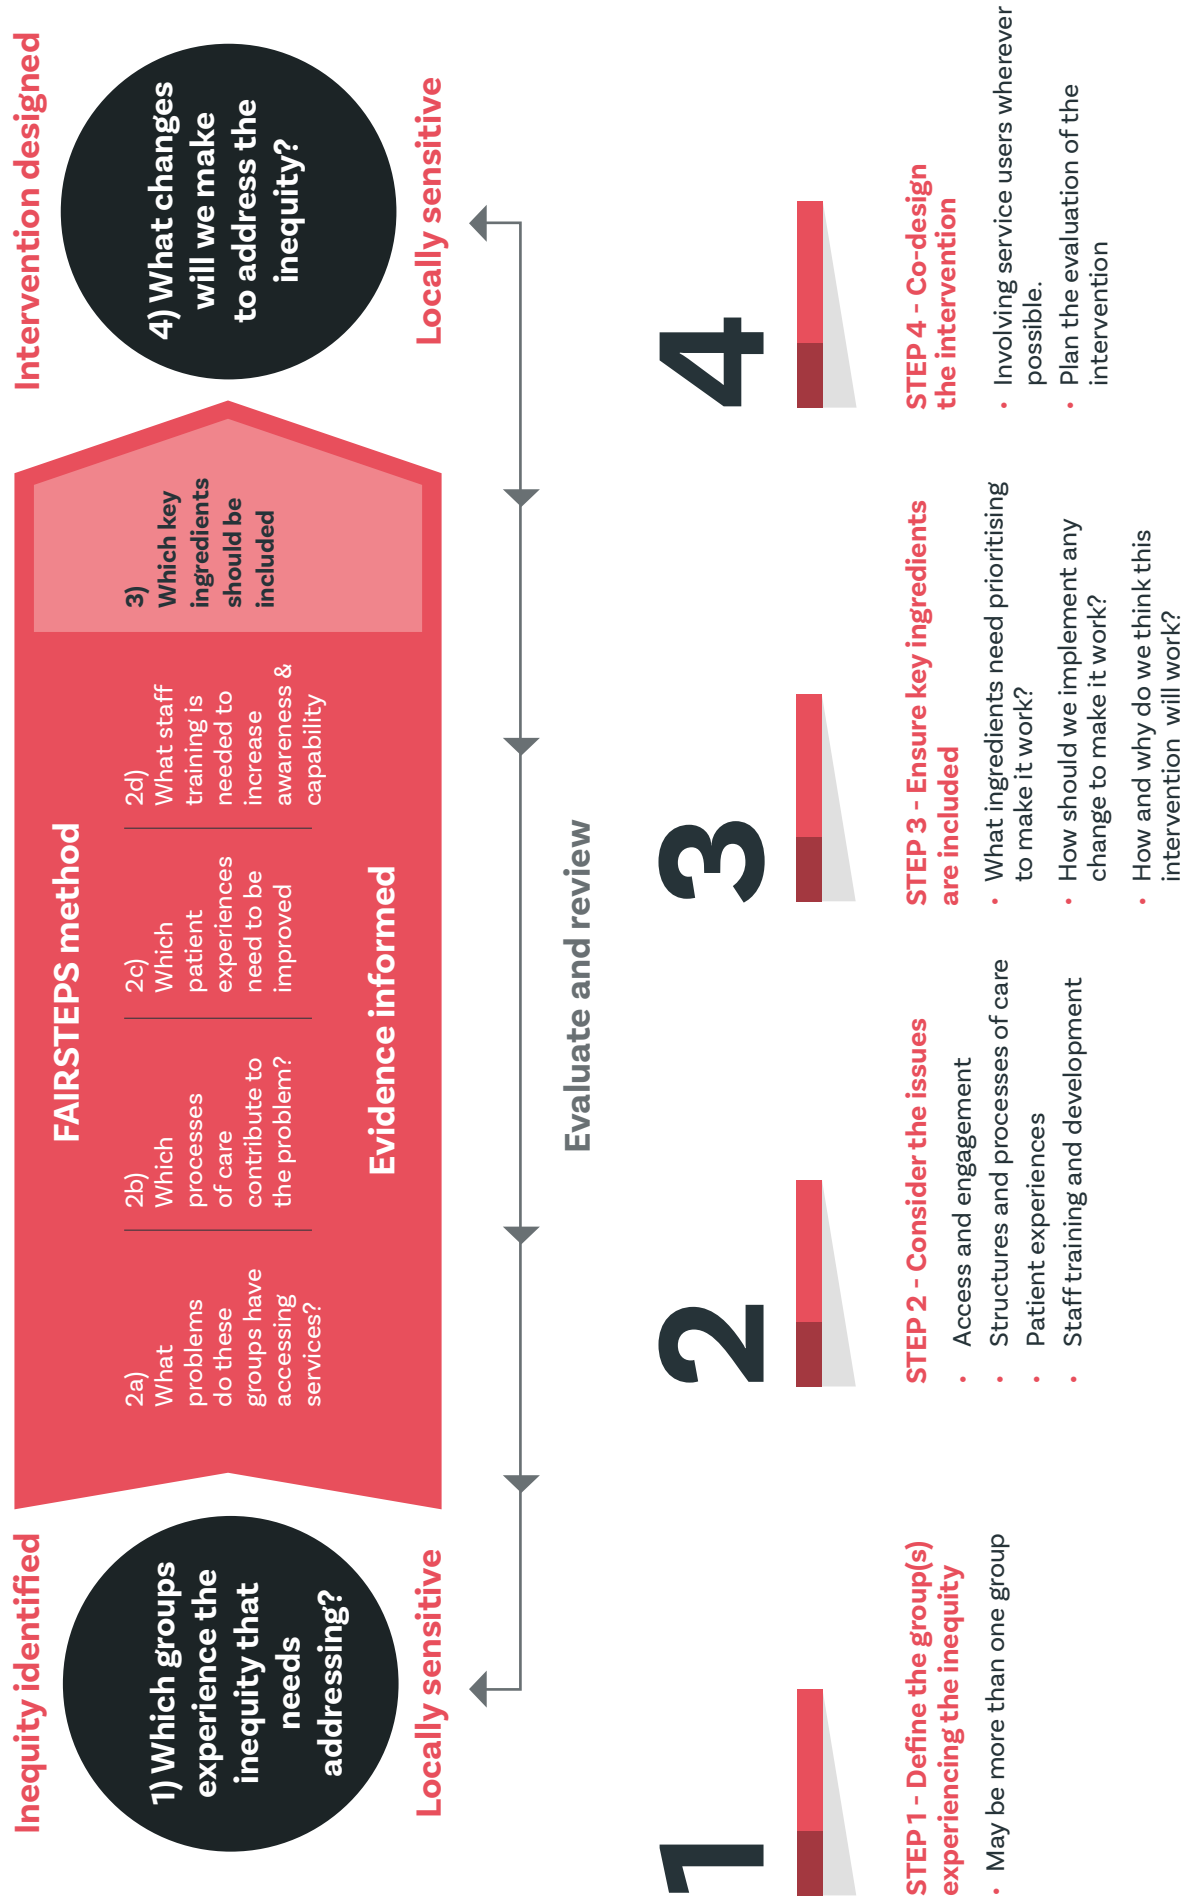 Inequity identified
1) Which groups
experience the
inequity that
needs
addressing?
Locally sensitive
FAIRSTEPS method
2a)
What
problems
do these
groups have
accessing
services?
2b)
Which
processes
of care
contribute to
the problem?
2c)
Which
patient
experiences
need to be
improved
2d)
What staff
training is
needed to
increase
awareness &
capability
3)
Which key
ingredients
should be
included
Evidence informed
Intervention designed
4) What changes
will we make
to address the
inequity?
Locally sensitive
Evaluate and review
1
STEP 1 - Define the group(s)
experiencing the inequity
• May be more than one group
2
STEP 2 - Consider the issues
• Access and engagement
• Structures and processes of care
• Patient experiences
• Staff training and development
3
STEP 3 - Ensure key ingredients
are included
• What ingredients need prioritising
to make it work?
• How should we implement any
change to make it work?
• How and why do we think this
intervention will work?
4
STEP 4 - Co-design
the intervention
• Involving service users wherever
possible.
• Plan the evaluation of the
intervention